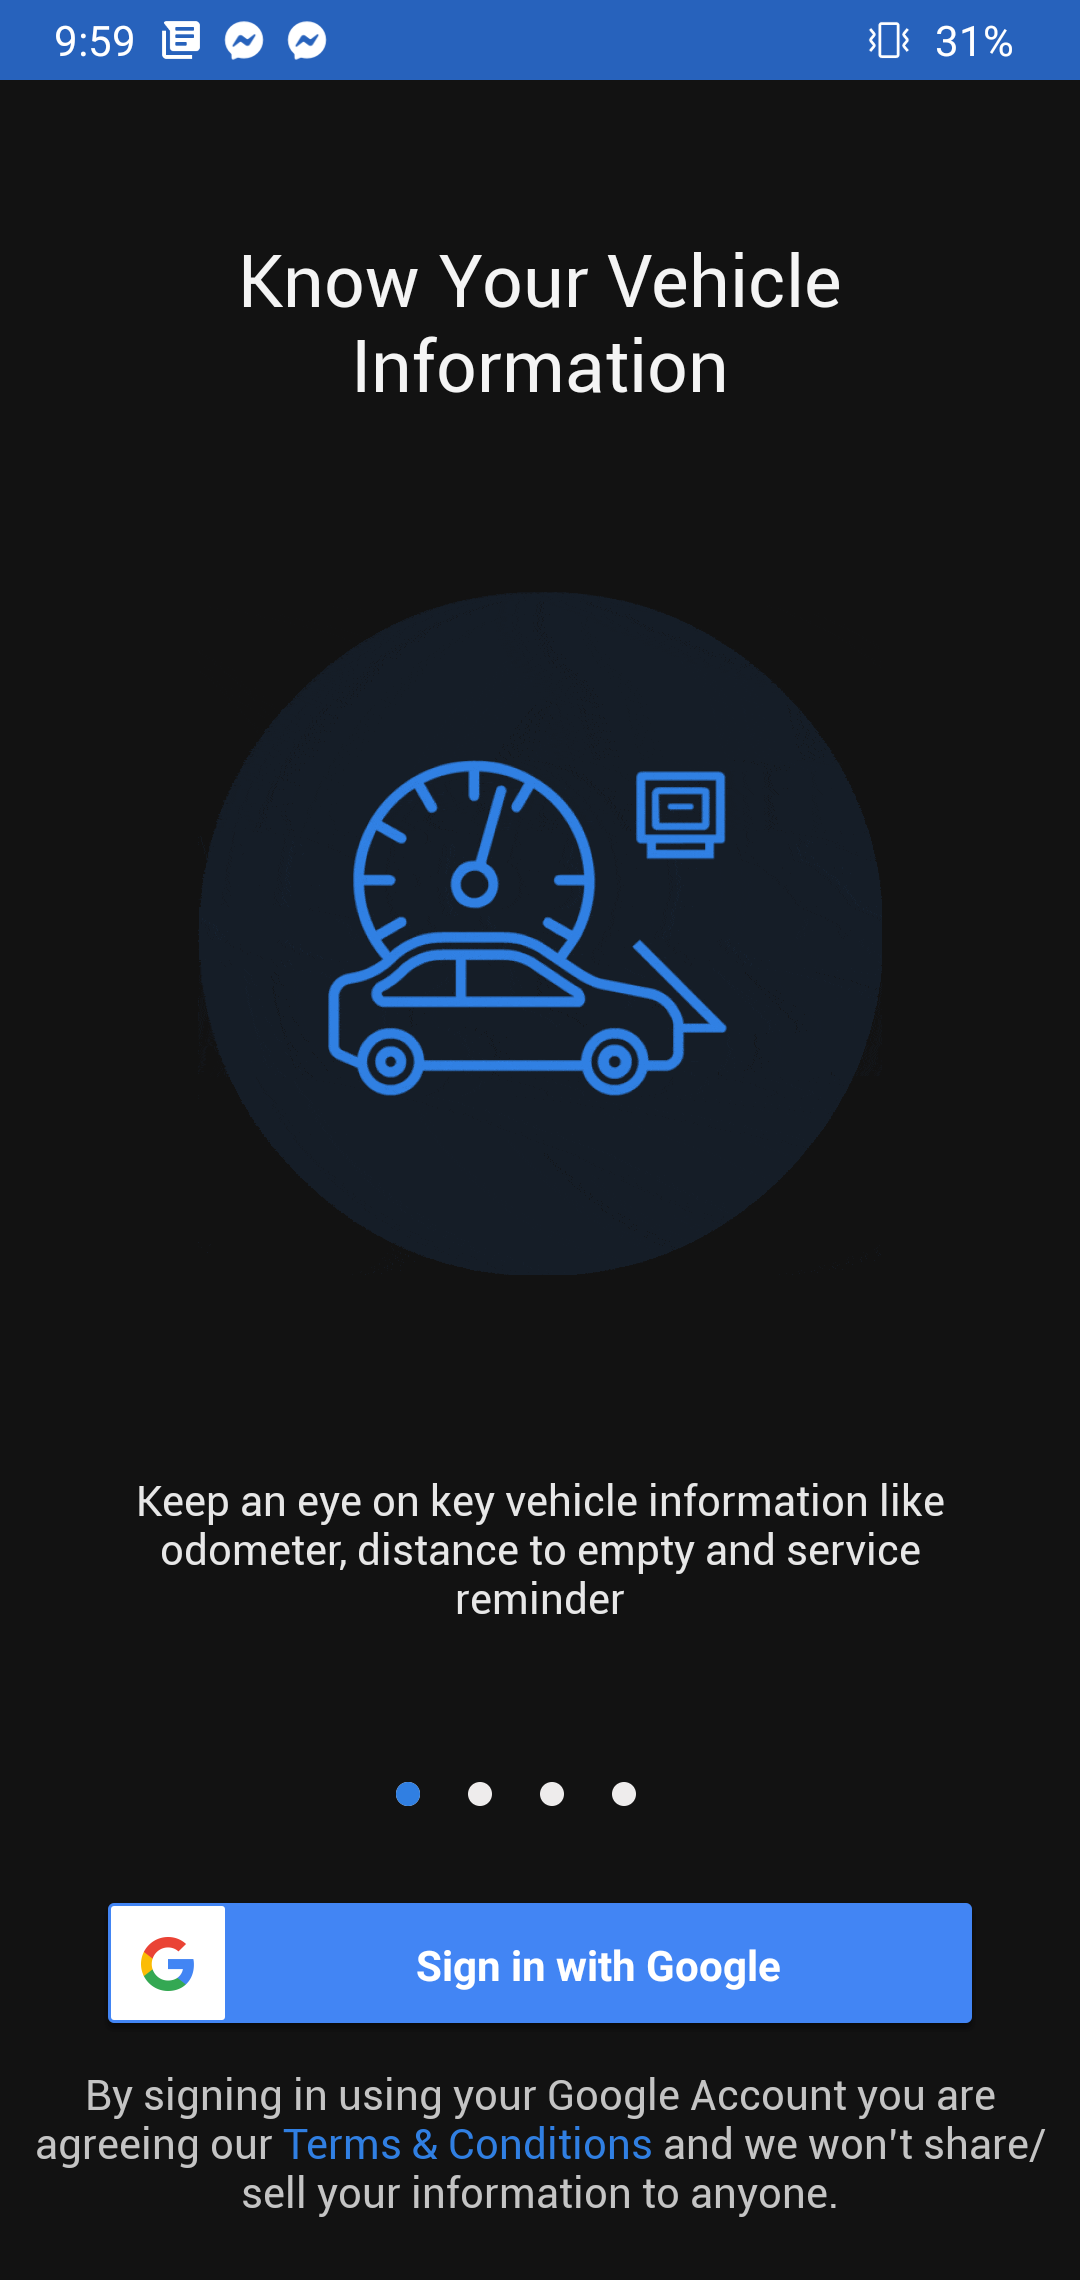 9:59
31%
Know Your Vehicle
Information
Keep an eye on key vehicle information like
odometer, distance to empty and service
reminder
Sign in with Google
By signing in using your Google Account you are
agreeing our Terms & Conditions and we won't share/
sell your information to anyone.